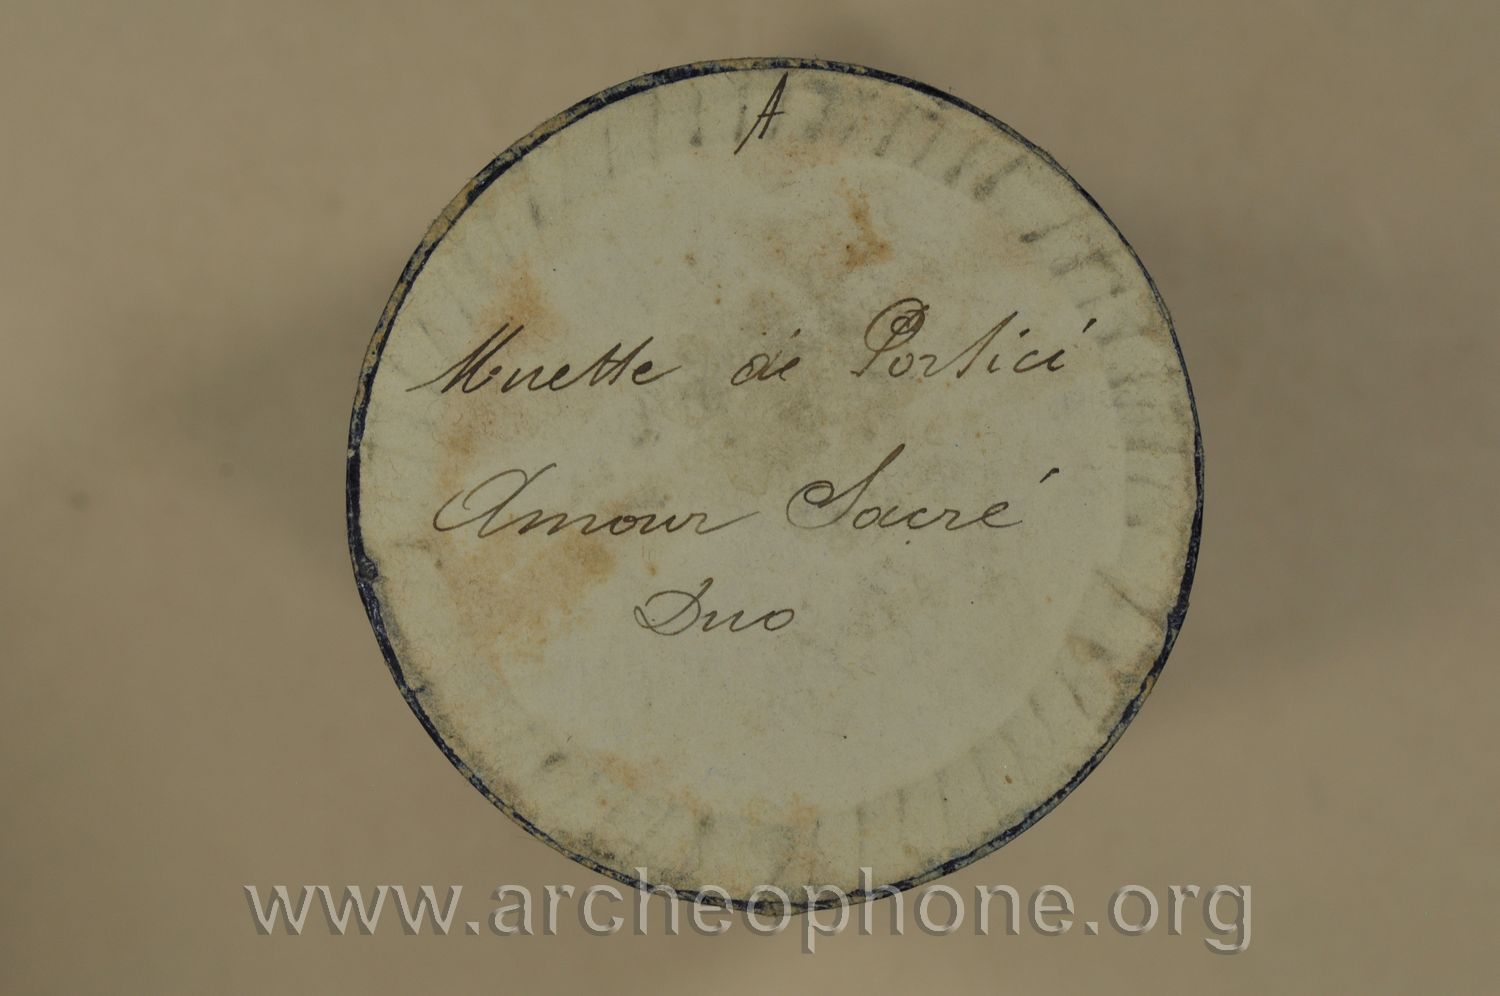 A
Muette de Portici
Amour Sacré
Duo
www.archeophone.org